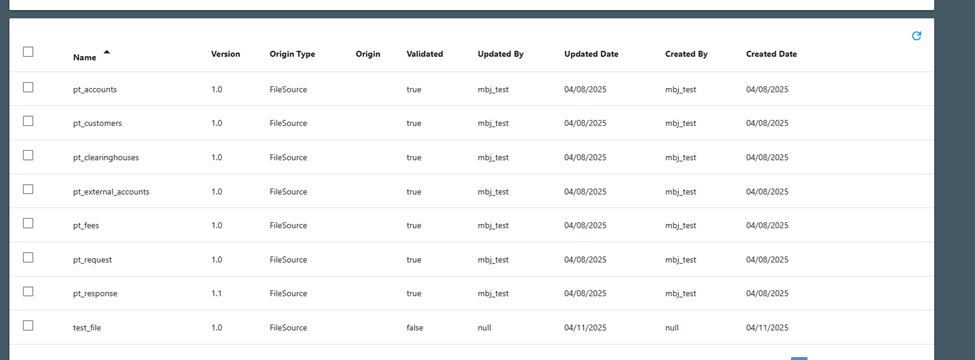 Name Version Origin Type Origin Validated Updated By Updated Date Created By Created Date
pt_accounts 1.0 FileSource true mbj_test 04/08/2025 mbj_test 04/08/2025
pt_customers 1.0 FileSource true mbj_test 04/08/2025 mbj_test 04/08/2025
pt_clearinghouses 1.0 FileSource true mbj_test 04/08/2025 mbj_test 04/08/2025
pt_external_accounts 1.0 FileSource true mbj_test 04/08/2025 mbj_test 04/08/2025
pt_fees 1.0 FileSource true mbj_test 04/08/2025 mbj_test 04/08/2025
pt_request 1.0 FileSource true mbj_test 04/08/2025 mbj_test 04/08/2025
pt_response 1.1 FileSource true mbj_test 04/08/2025 mbj_test 04/08/2025
test_file 1.0 FileSource false null 04/11/2025 null 04/11/2025